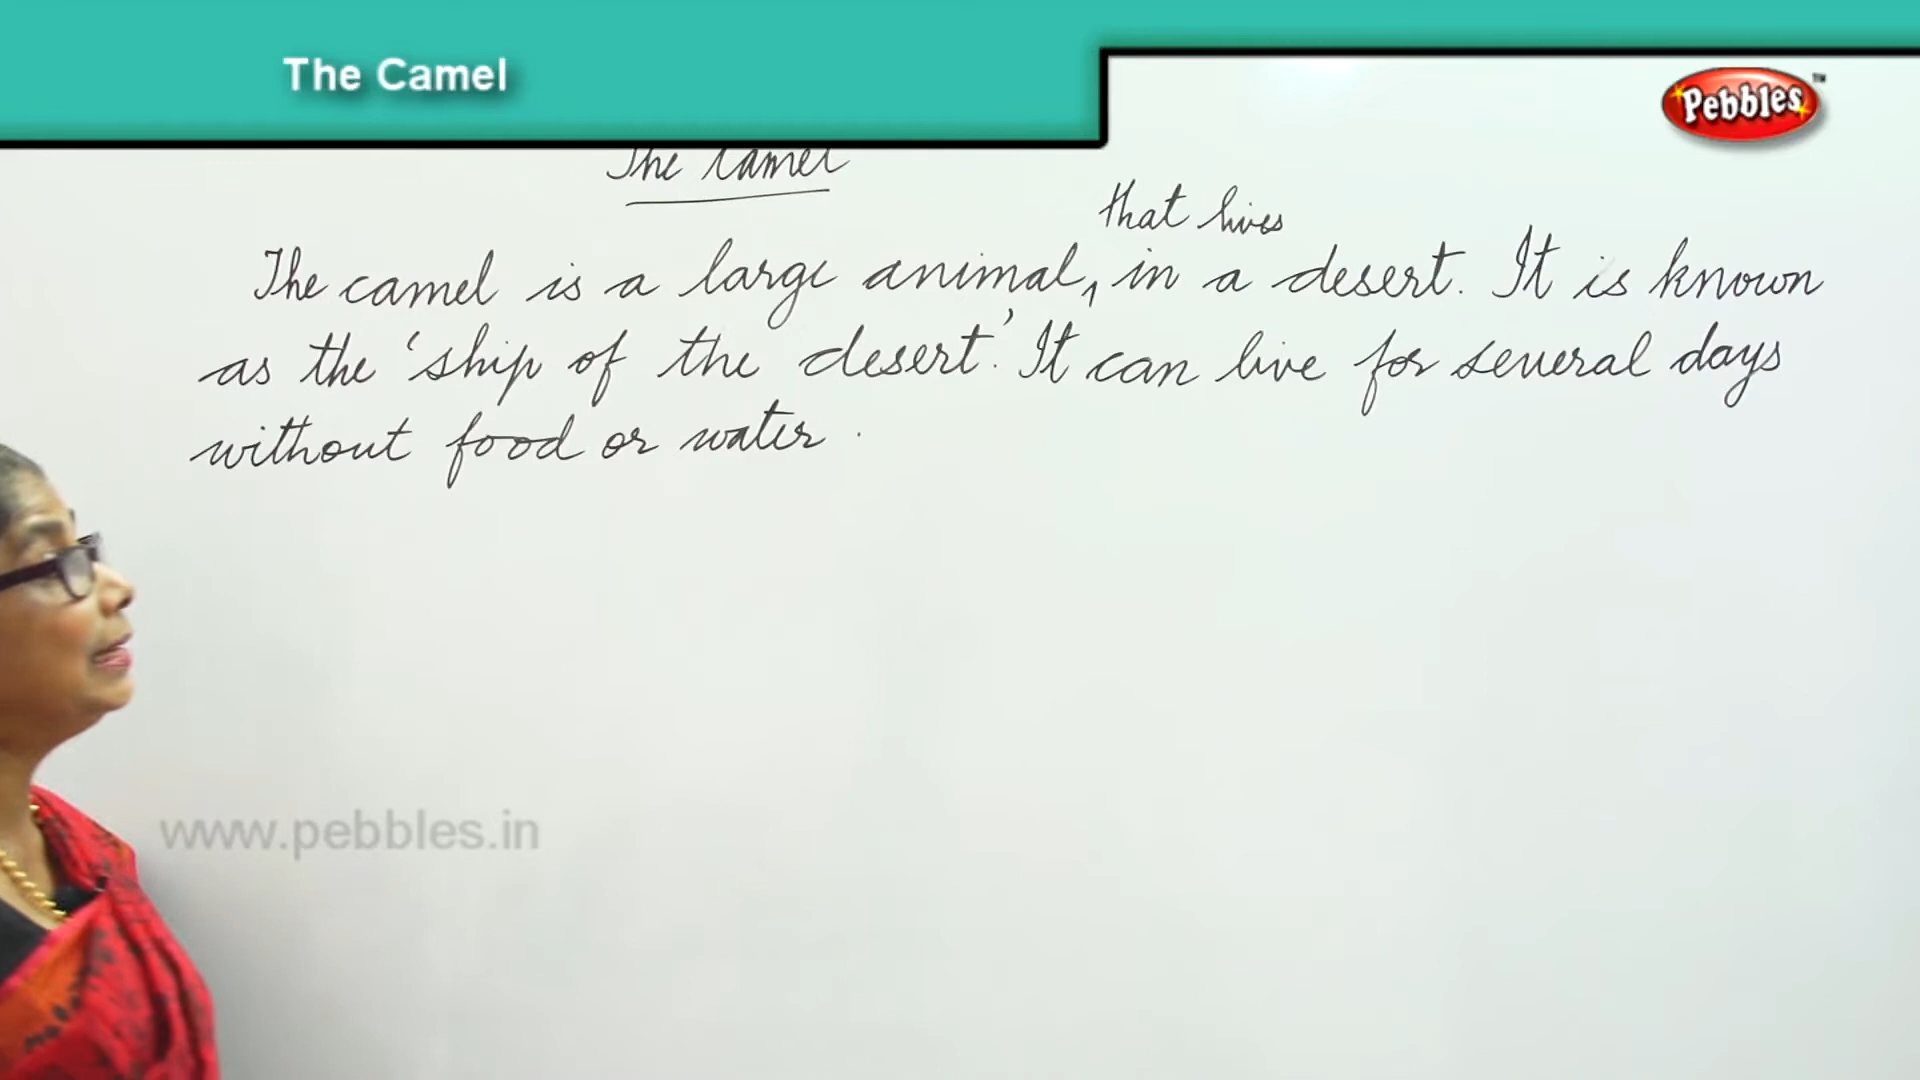 The Camel
Pebbles™
The Camel
that lives
The camel is a large animal, in a desert. It is known
as the 'ship of the desert.' It can live for several days
without food or water.
www.pebbles.in